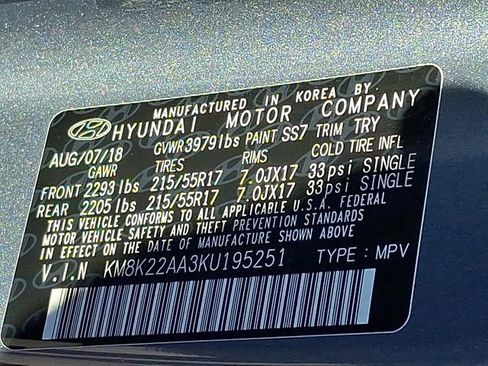 MANUFACTURED IN KOREA BY:
HYUNDAI MOTOR COMPANY
AUG/07/18 GVWR3979lbs PAINT SS7 TRIM TRY
GAWR TIRES RIMS COLD TIRE INFL
FRONT 2293lbs 215/55R17 7.0JX17 33psi SINGLE
REAR 2205lbs 215/55R17 7.0JX17 33psi SINGLE
THIS VEHICLE CONFORMS TO ALL APPLICABLE U.S.A. FEDERAL
MOTOR VEHICLE SAFETY AND THEFT PREVENTION STANDARDS
IN EFFECT ON THE DATE OF MANUFACTURE SHOWN ABOVE.
V.I.N KM8K22AA3KU195251 TYPE: MPV